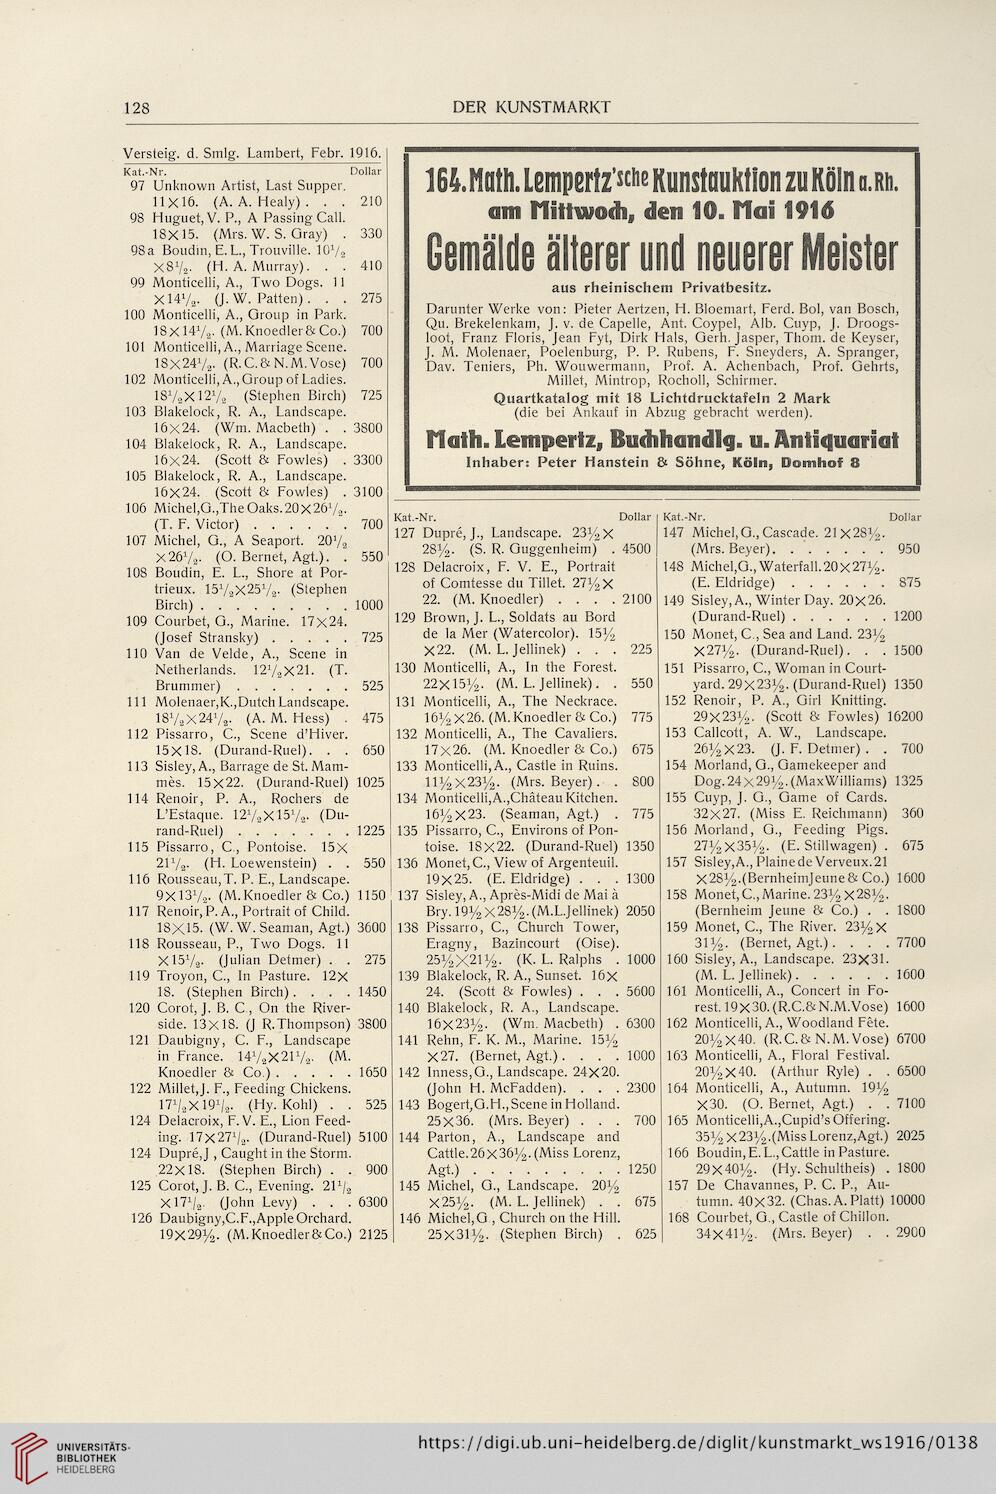 128
DER KUNSTMARKT
Versteig. d. Smlg. Lambert, Febr. 1916.
Kat.-Nr. Dollar
97 Unknown Artist, Last Supper.
11×16. (A. A. Healy) . . . 210
98 Huguet, V. P., A Passing Call.
18×15. (Mrs. W. S. Gray) . 330
98a Boudin, E. L., Trouville. 10½
×8½. (H. A. Murray) . . . 410
99 Monticelli, A., Two Dogs. 11
×14½. (J. W. Patten) . . . 275
100 Monticelli, A., Group in Park.
18×14½. (M. Knoedler & Co.) 700
101 Monticelli, A., Marriage Scene.
18×24½. (R. C. & N. M. Vose) 700
102 Monticelli, A., Group of Ladies.
18½×12½ (Stephen Birch) 725
103 Blakelock, R. A., Landscape.
16×24. (Wm. Macbeth) . . 3800
104 Blakelock, R. A., Landscape.
16×24. (Scott & Fowles) . 3300
105 Blakelock, R. A., Landscape.
16×24. (Scott & Fowles) . 3100
106 Michel, G., The Oaks. 20×26½.
(T. F. Victor) . . . . . . 700
107 Michel, G., A Seaport. 20½
×26½. (O. Bernet, Agt.) . . 550
108 Boudin, E. L., Shore at Por-
trieux. 15½×25½. (Stephen
Birch) . . . . . . . . . 1000
109 Courbet, G., Marine. 17×24.
(Josef Stransky) . . . . . 725
110 Van de Velde, A., Scene in
Netherlands. 12½×21. (T.
Brummer) . . . . . . . 525
111 Molenaer, K., Dutch Landscape.
18½×24½. (A. M. Hess) . 475
112 Pissarro, C., Scene d'Hiver.
15×18. (Durand-Ruel) . . . 650
113 Sisley, A., Barrage de St. Mam-
mès. 15×22. (Durand-Ruel) 1025
114 Renoir, P. A., Rochers de
L'Estaque. 12½×15½. (Du-
rand-Ruel) . . . . . . . 1225
115 Pissarro, C., Pontoise. 15×
21½. (H. Loewenstein) . . 550
116 Rousseau, T. P. E., Landscape.
9×13½. (M. Knoedler & Co.) 1150
117 Renoir, P. A., Portrait of Child.
18×15. (W. W. Seaman, Agt.) 3600
118 Rousseau, P., Two Dogs. 11
×15½. (Julian Detmer) . . 275
119 Troyon, C., In Pasture. 12×
18. (Stephen Birch) . . . . 1450
120 Corot, J. B. C., On the River-
side. 13×18. (J R. Thompson) 3800
121 Daubigny, C. F., Landscape
in France. 14½×21½. (M.
Knoedler & Co.) . . . . . 1650
122 Millet, J. F., Feeding Chickens.
17½×19½. (Hy. Kohl) . . 525
124 Delacroix, F. V. E., Lion Feed-
ing. 17×27½. (Durand-Ruel) 5100
124 Dupré, J , Caught in the Storm.
22×18. (Stephen Birch) . . 900
125 Corot, J. B. C., Evening. 21½
×17½. (John Levy) . . . 6300
126 Daubigny, C. F., Apple Orchard.
19×29½. (M. Knoedler & Co.) 2125
164. Math. Lempertz'sche Kunstauktion zu Köln a. Rh.
am Mittwoch, den 10. Mai 1916
Gemälde älterer und neuerer Meister
aus rheinischem Privatbesitz.
Darunter Werke von: Pieter Aertzen, H. Bloemart, Ferd. Bol, van Bosch,
Qu. Brekelenkam, J. v. de Capelle, Ant. Coypel, Alb. Cuyp, J. Droogs-
loot, Franz Floris, Jean Fyt, Dirk Hals, Gerh. Jasper, Thom. de Keyser,
J. M. Molenaer, Poelenburg, P. P. Rubens, F. Sneyders, A. Spranger,
Dav. Teniers, Ph. Wouwermann, Prof. A. Achenbach, Prof. Gehrts,
Millet, Mintrop, Rocholl, Schirmer.
Quartkatalog mit 18 Lichtdrucktafeln 2 Mark
(die bei Ankauf in Abzug gebracht werden).
Math. Lempertz, Buchhandlg. u. Antiquariat
Inhaber: Peter Hanstein & Söhne, Köln, Domhof 8
Kat.-Nr. Dollar
127 Dupré, J., Landscape. 23½×
28½. (S. R. Guggenheim) . 4500
128 Delacroix, F. V. E., Portrait
of Comtesse du Tillet. 27½×
22. (M. Knoedler) . . . . 2100
129 Brown, J. L., Soldats au Bord
de la Mer (Watercolor). 15½
×22. (M. L. Jellinek) . . . 225
130 Monticelli, A., In the Forest.
22×15½. (M. L. Jellinek) . . 550
131 Monticelli, A., The Neckrace.
16½×26. (M. Knoedler & Co.) 775
132 Monticelli, A., The Cavaliers.
17×26. (M. Knoedler & Co.) 675
133 Monticelli, A., Castle in Ruins.
11½×23½. (Mrs. Beyer) . . 800
134 Monticelli, A., Château Kitchen.
16½×23. (Seaman, Agt.) . 775
135 Pissarro, C., Environs of Pon-
toise. 18×22. (Durand-Ruel) 1350
136 Monet, C., View of Argenteuil.
19×25. (E. Eldridge) . . . 1300
137 Sisley, A., Après-Midi de Mai à
Bry. 19½×28½. (M. L. Jellinek) 2050
138 Pissarro, C., Church Tower,
Eragny, Bazincourt (Oise).
25½×21½. (K. L. Ralphs . 1000
139 Blakelock, R. A., Sunset. 16×
24. (Scott & Fowles) . . . 5600
140 Blakelock, R. A., Landscape.
16×23½. (Wm. Macbeth) . 6300
141 Rehn, F. K. M., Marine. 15½
×27. (Bernet, Agt.) . . . . 1000
142 Inness, G., Landscape. 24×20.
(John H. McFadden) . . . 2300
143 Bogert, G. H., Scene in Holland.
25×36. (Mrs. Beyer) . . . 700
144 Parton, A., Landscape and
Cattle. 26×36½. (Miss Lorenz,
Agt.) . . . . . . . . . 1250
145 Michel, G., Landscape. 20½
×25½. (M. L. Jellinek) . . 675
146 Michel, G , Church on the Hill.
25×31½. (Stephen Birch) . 625
Kat.-Nr. Dollar
147 Michel, G., Cascade. 21×28½.
(Mrs. Beyer) . . . . . . . 950
148 Michel, G., Waterfall. 20×27½.
(E. Eldridge) . . . . . . 875
149 Sisley, A., Winter Day. 20×26.
(Durand-Ruel) . . . . . . 1200
150 Monet, C., Sea and Land. 23½
×27½. (Durand-Ruel) . . . 1500
151 Pissarro, C., Woman in Court-
yard. 29×23½. (Durand-Ruel) 1350
152 Renoir, P. A., Girl Knitting.
29×23½. (Scott & Fowles) 16200
153 Callcott, A. W., Landscape.
26½×23. (J. F. Detmer) . . 700
154 Morland, G., Gamekeeper and
Dog. 24×29½. (Max Williams) 1325
155 Cuyp, J. G., Game of Cards.
32×27. (Miss E. Reichmann) 360
156 Morland, G., Feeding Pigs.
27½×35½. (E. Stillwagen) . 675
157 Sisley, A., Plaine de Verveux. 21
×28½. (Bernheim Jeune & Co.) 1600
158 Monet, C., Marine. 23½×28½.
(Bernheim Jeune & Co.) . . 1800
159 Monet, C., The River. 23½×
31½. (Bernet, Agt.) . . . . 7700
160 Sisley, A., Landscape. 23×31.
(M. L. Jellinek) . . . . . . 1600
161 Monticelli, A., Concert in Fo-
rest. 19×30. (R. C. & N. M. Vose) 1600
162 Monticelli, A., Woodland Fête.
20½×40. (R. C. & N. M. Vose) 6700
163 Monticelli, A., Floral Festival.
20½×40. (Arthur Ryle) . . 6500
164 Monticelli, A., Autumn. 19½
×30. (O. Bernet, Agt.) . . 7100
165 Monticelli, A., Cupid's Offering.
35½×23½. (Miss Lorenz, Agt.) 2025
166 Boudin, E. L., Cattle in Pasture.
29×40½. (Hy. Schultheis) . 1800
157 De Chavannes, P. C. P., Au-
tumn. 40×32. (Chas. A. Platt) 10000
168 Courbet, G., Castle of Chillon.
34×41½. (Mrs. Beyer) . . 2900
UNIVERSITÄTS-
BIBLIOTHEK
HEIDELBERG
https://digi.ub.uni-heidelberg.de/diglit/kunstmarkt_ws1916/0138